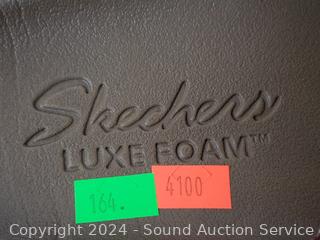 Skechers
LUXE FOAM™
164.
4100
Copyright 2024 - Sound Auction Service